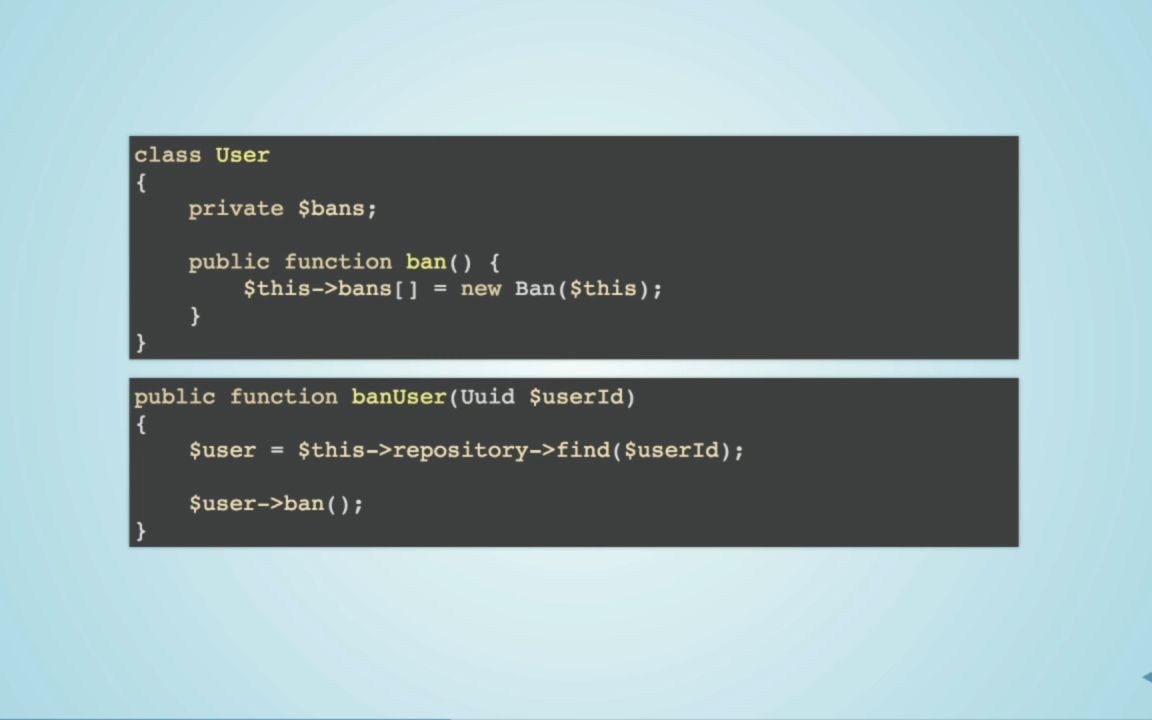 class User
{
    private $bans;
    public function ban() {
        $this->bans[] = new Ban($this);
    }
}
public function banUser(Uuid $userId)
{
    $user = $this->repository->find($userId);
    $user->ban();
}